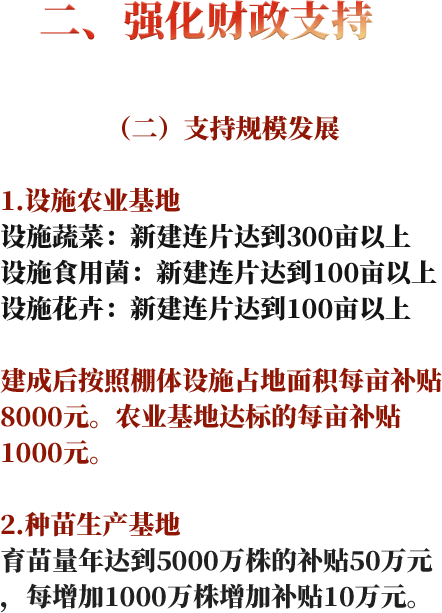 二、强化财政支持
（二）支持规模发展
1.设施农业基地
设施蔬菜：新建连片达到300亩以上
设施食用菌：新建连片达到100亩以上
设施花卉：新建连片达到100亩以上
建成后按照棚体设施占地面积每亩补贴
8000元。农业基地达标的每亩补贴
1000元。
2.种苗生产基地
育苗量年达到5000万株的补贴50万元
，每增加1000万株增加补贴10万元。